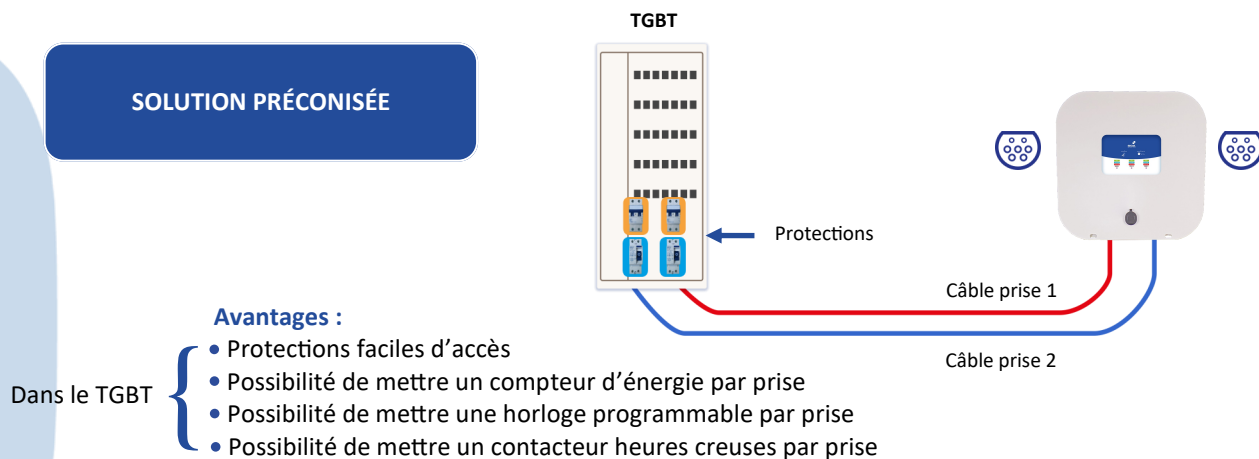 TGBT
SOLUTION PRÉCONISÉE
Protections
Câble prise 1
Câble prise 2
Avantages :
Dans le TGBT
• Protections faciles d’accès
• Possibilité de mettre un compteur d’énergie par prise
• Possibilité de mettre une horloge programmable par prise
• Possibilité de mettre un contacteur heures creuses par prise